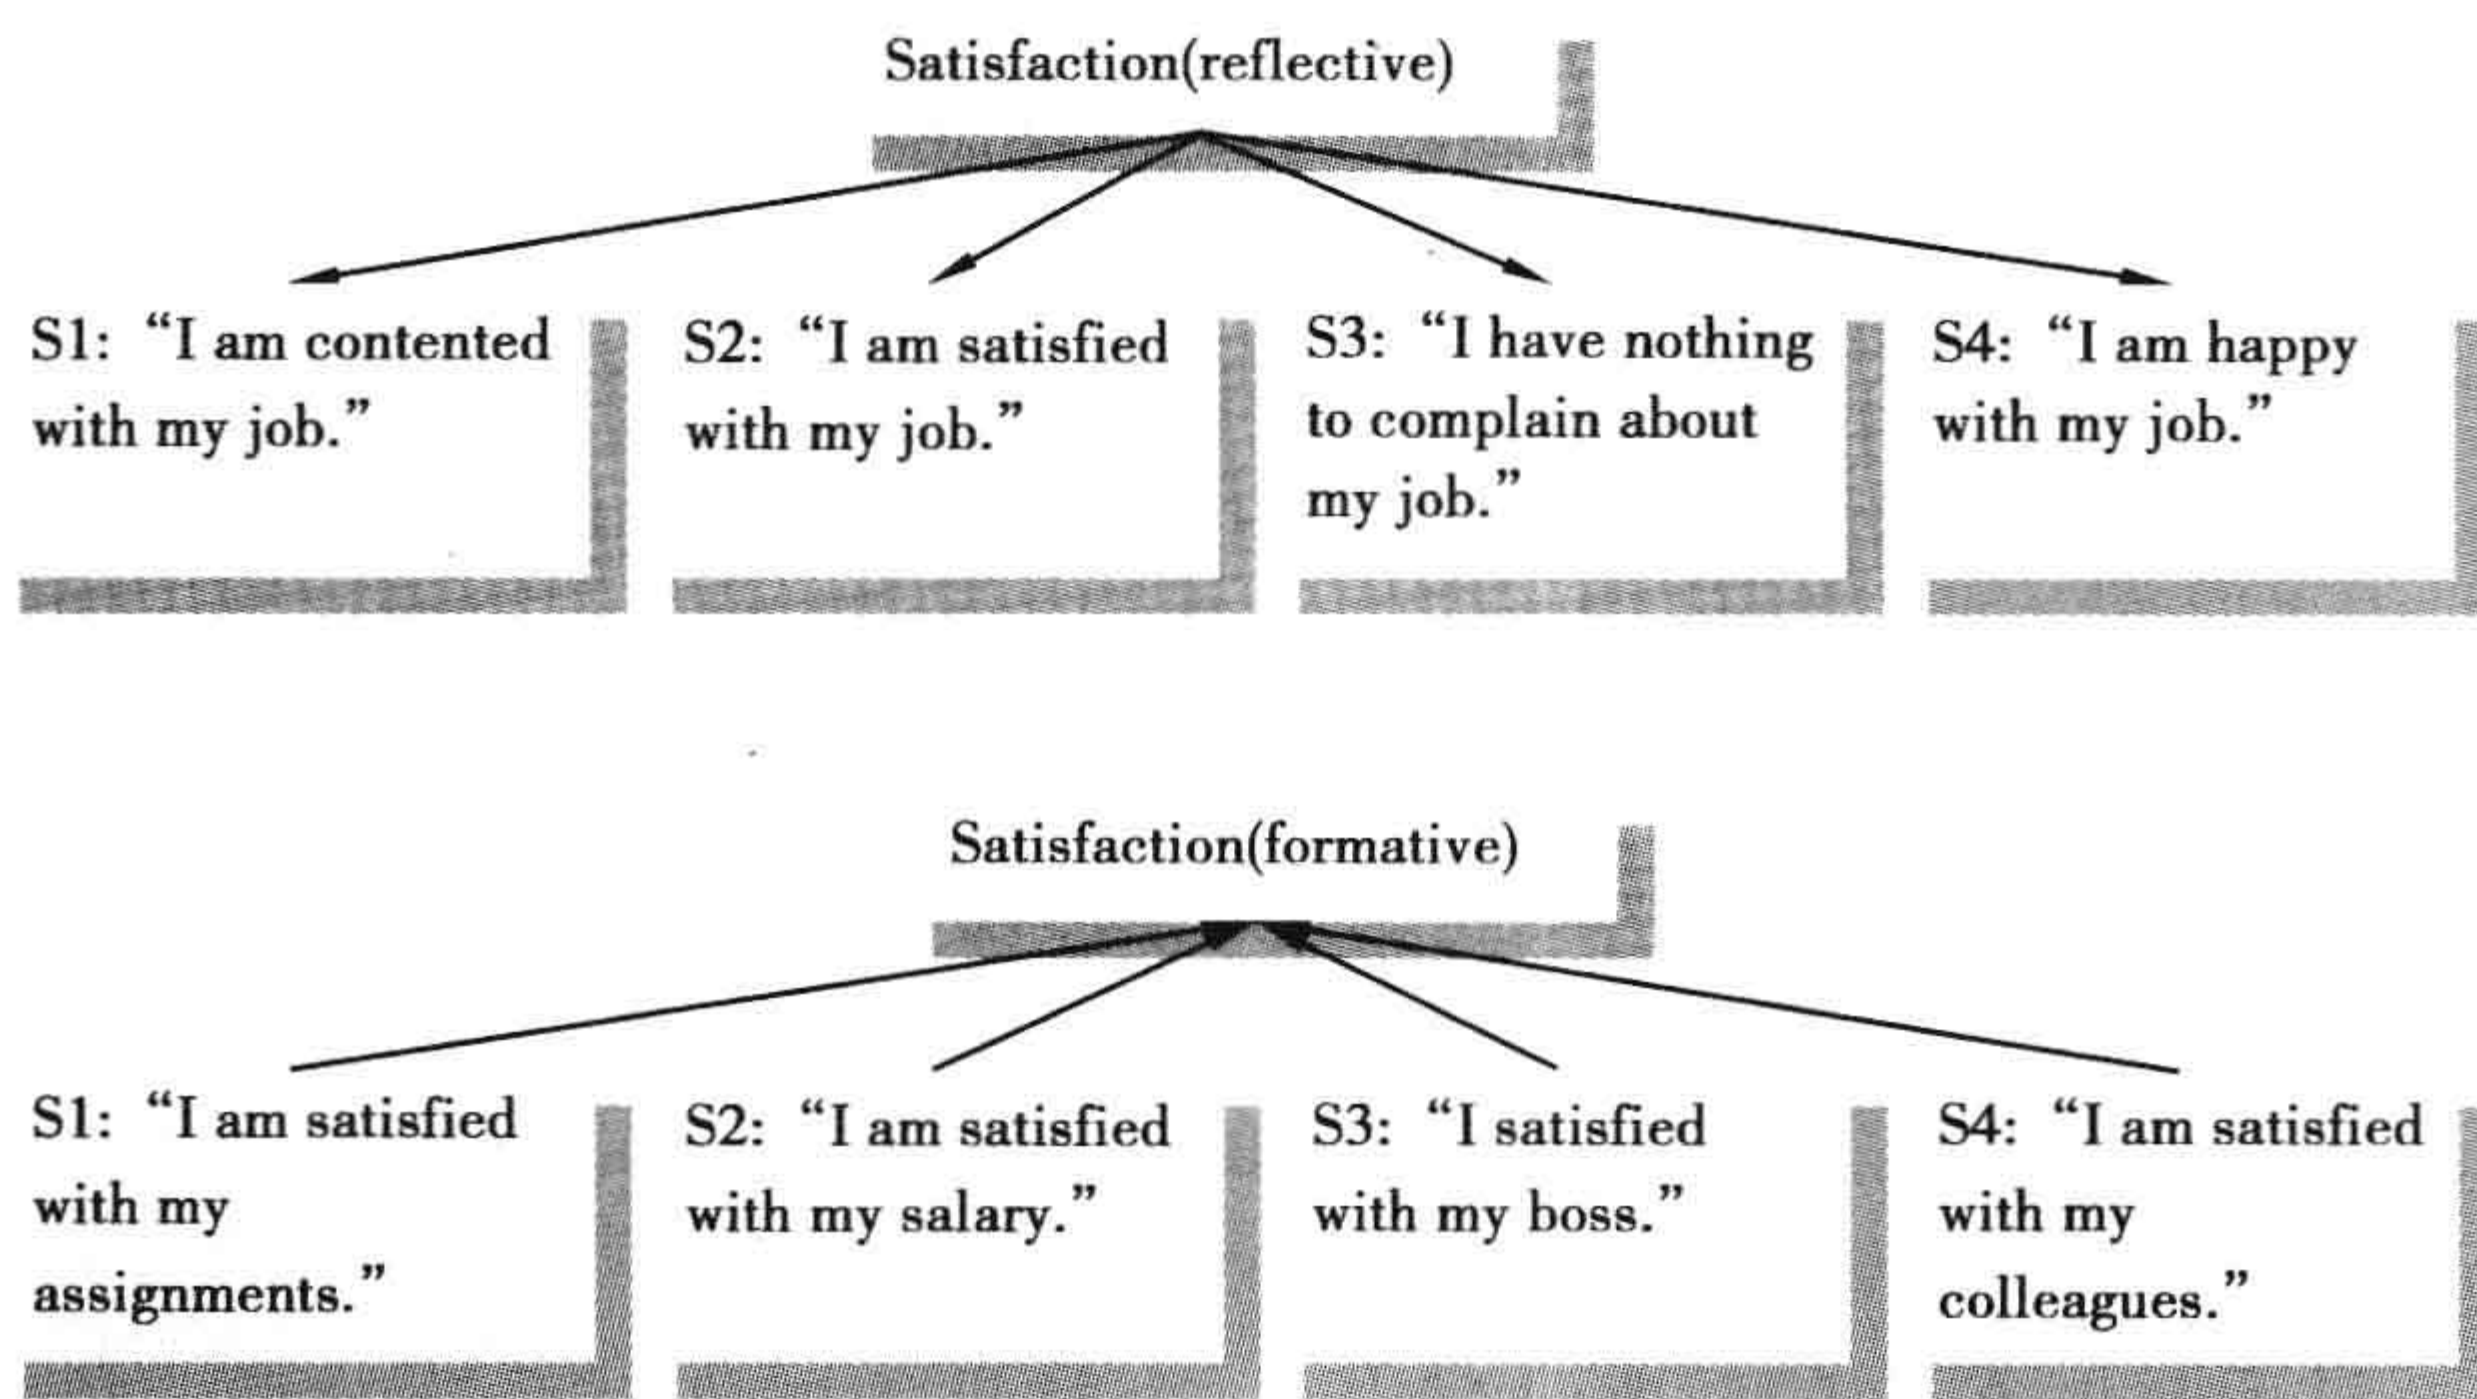 Satisfaction(reflective)
S1: “I am contented
with my job.”
S2: “I am satisfied
with my job.”
S3: “I have nothing
to complain about
my job.”
S4: “I am happy
with my job.”
Satisfaction(formative)
S1: “I am satisfied
with my
assignments.”
S2: “I am satisfied
with my salary.”
S3: “I satisfied
with my boss.”
S4: “I am satisfied
with my
colleagues.”